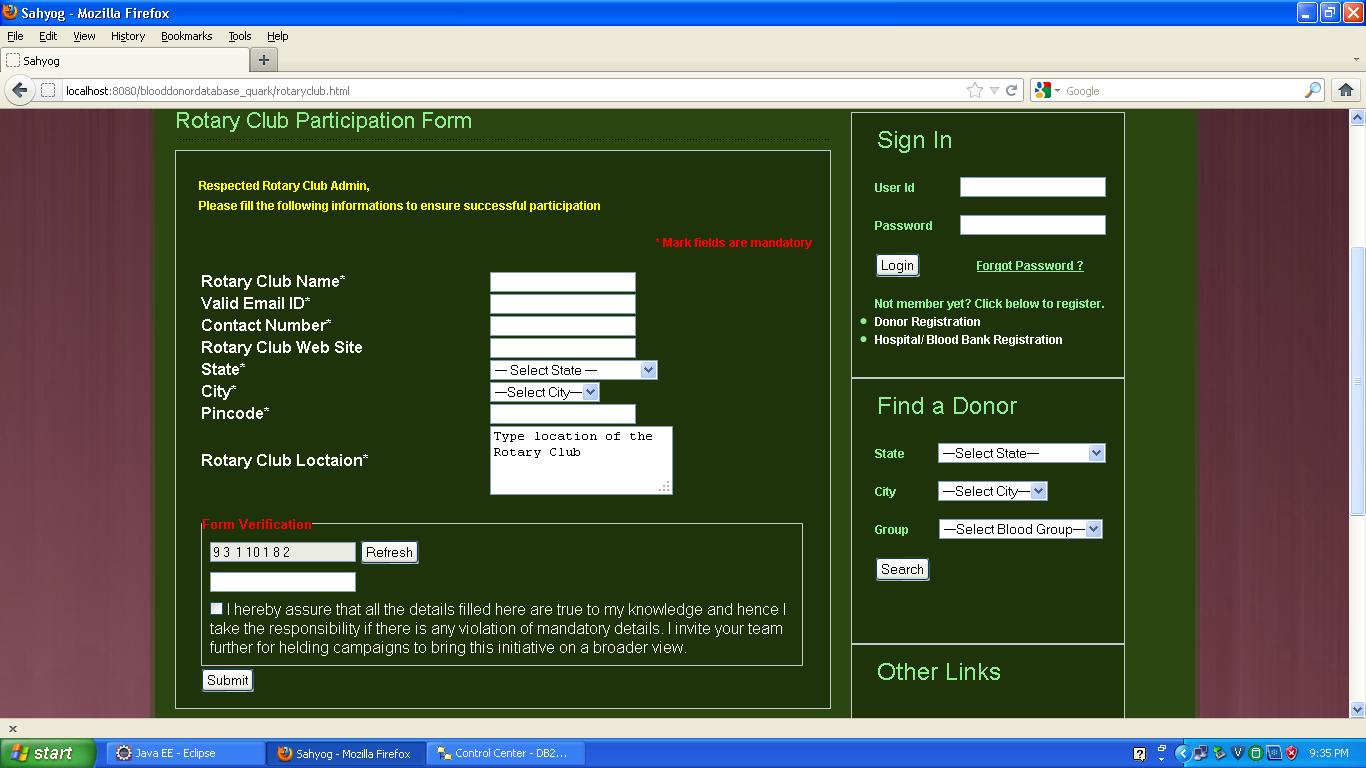 Sahyog - Mozilla Firefox
File Edit View History Bookmarks Tools Help
Sahyog
localhost:8080/blooddonordatabase_quark/rotaryclub.html
Google
Rotary Club Participation Form
Respected Rotary Club Admin,
Please fill the following informations to ensure successful participation
* Mark fields are mandatory
Rotary Club Name*
Valid Email ID*
Contact Number*
Rotary Club Web Site
State* — Select State —
City* —Select City—
Pincode*
Rotary Club Loctaion*
Type location of the
Rotary Club
Form Verification
9 3 1 10 1 8 2 Refresh
I hereby assure that all the details filled here are true to my knowledge and hence I
take the responsibility if there is any violation of mandatory details. I invite your team
further for helding campaigns to bring this initiative on a broader view.
Submit
Sign In
User Id
Password
Login Forgot Password ?
Not member yet? Click below to register.
Donor Registration
Hospital/ Blood Bank Registration
Find a Donor
State —Select State—
City —Select City—
Group —Select Blood Group—
Search
Other Links
start Java EE - Eclipse Sahyog - Mozilla Firefox Control Center - DB2... 9:35 PM